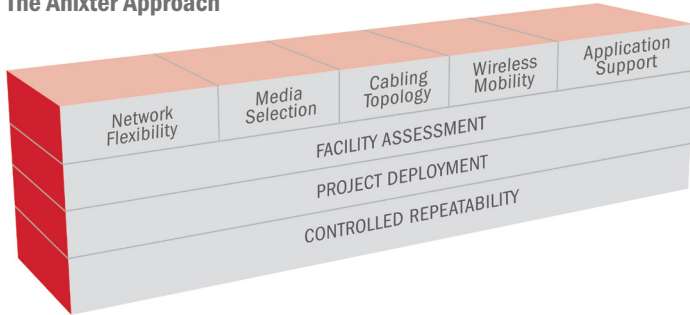 The Anixter Approach
Network
Flexibility
Media
Selection
Cabling
Topology
Wireless
Mobility
Application
Support
FACILITY ASSESSMENT
PROJECT DEPLOYMENT
CONTROLLED REPEATABILITY